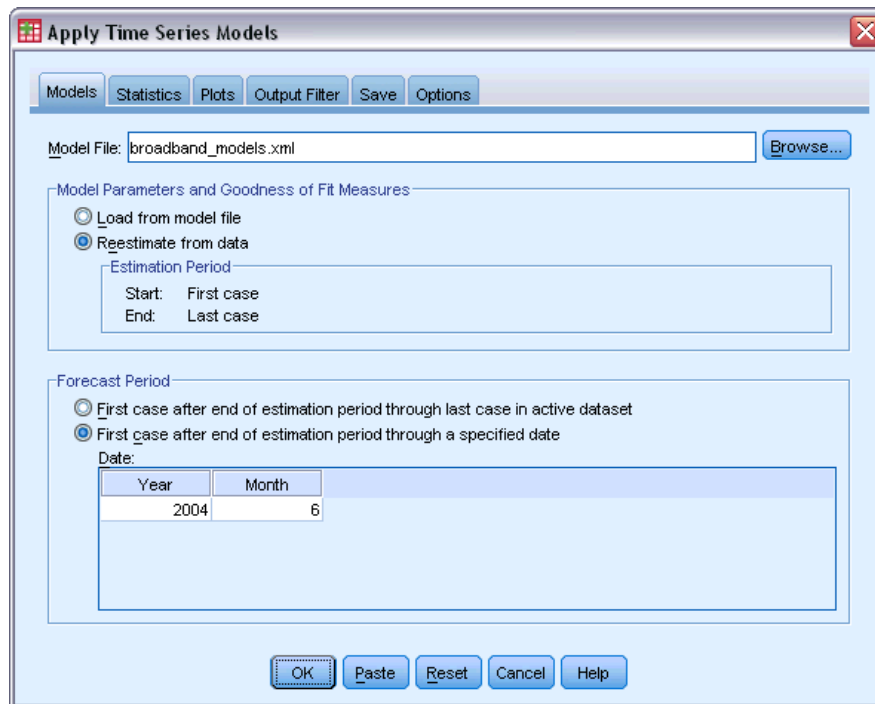 Apply Time Series Models
Models Statistics Plots Output Filter Save Options
Model File: broadband_models.xml Browse...
Model Parameters and Goodness of Fit Measures
Load from model file
Reestimate from data
Estimation Period
Start: First case
End: Last case
Forecast Period
First case after end of estimation period through last case in active dataset
First case after end of estimation period through a specified date
Date:
Year Month
2004 6
OK Paste Reset Cancel Help